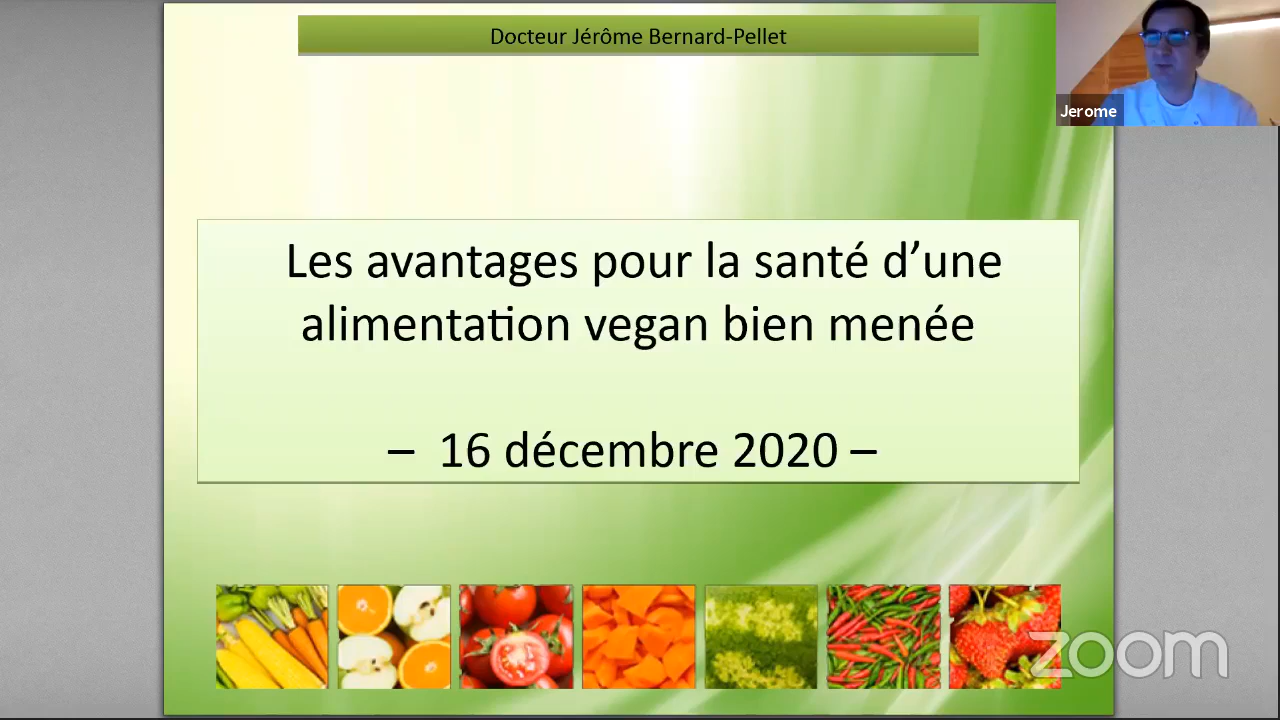 Docteur Jérôme Bernard-Pellet
Jerome
Les avantages pour la santé d’une
alimentation vegan bien menée
– 16 décembre 2020 –
zoom